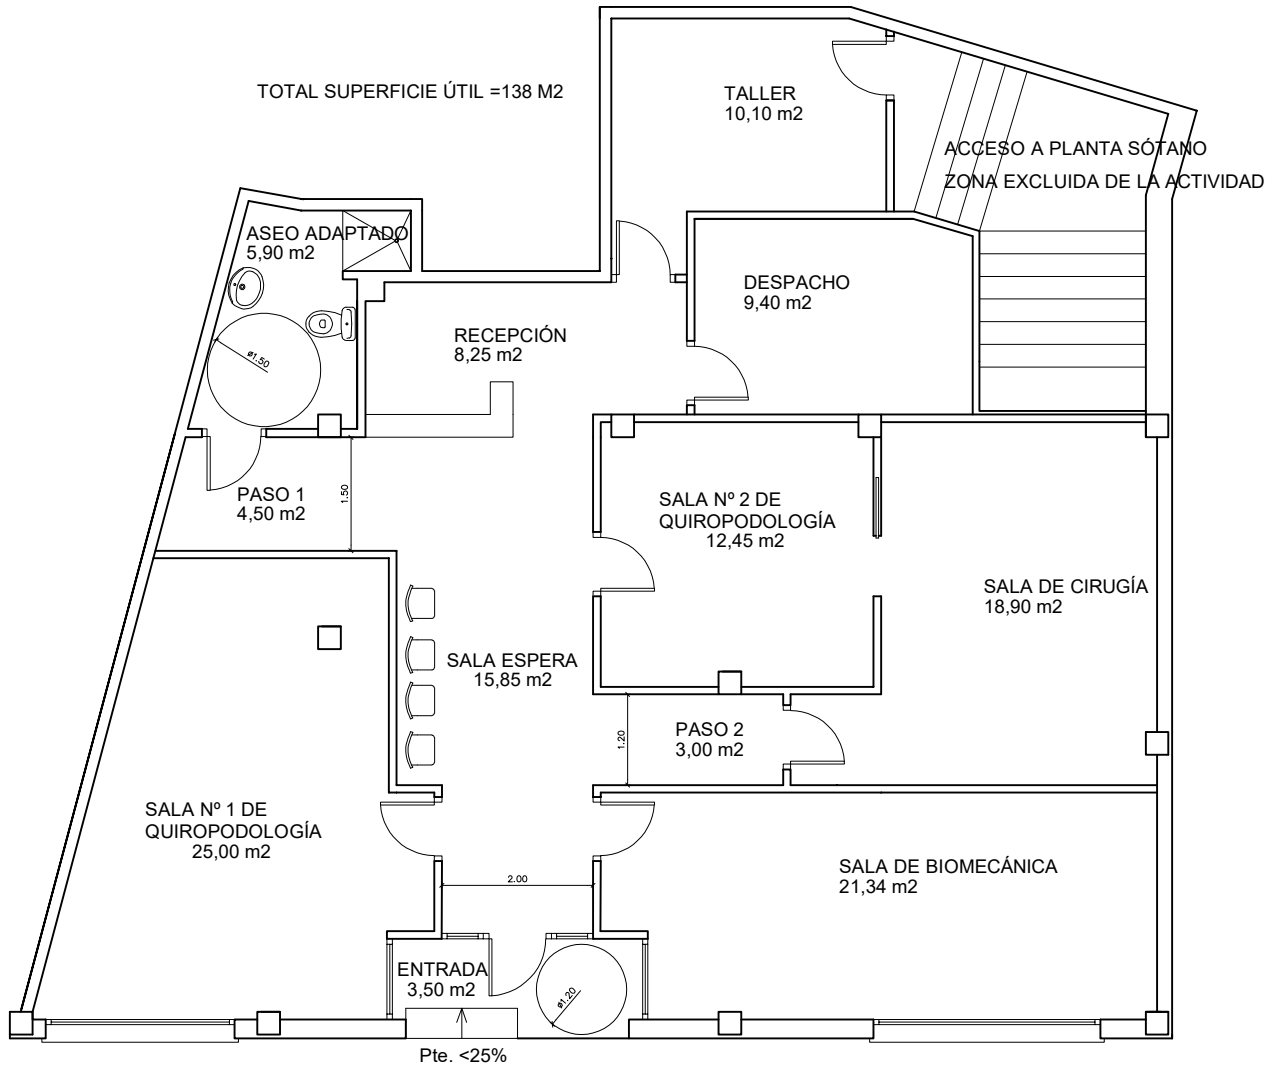 TOTAL SUPERFICIE ÚTIL =138 M2
TALLER
10,10 m2
ACCESO A PLANTA SÓTANO
ZONA EXCLUIDA DE LA ACTIVIDAD
ASEO ADAPTADO
5,90 m2
ø1.50
DESPACHO
9,40 m2
RECEPCIÓN
8,25 m2
PASO 1
4,50 m2
1.50
SALA Nº 2 DE
QUIROPODOLOGÍA
12,45 m2
SALA DE CIRUGÍA
18,90 m2
SALA ESPERA
15,85 m2
PASO 2
3,00 m2
1.20
SALA Nº 1 DE
QUIROPODOLOGÍA
25,00 m2
2.00
SALA DE BIOMECÁNICA
21,34 m2
ENTRADA
3,50 m2
ø1.20
Pte. <25%